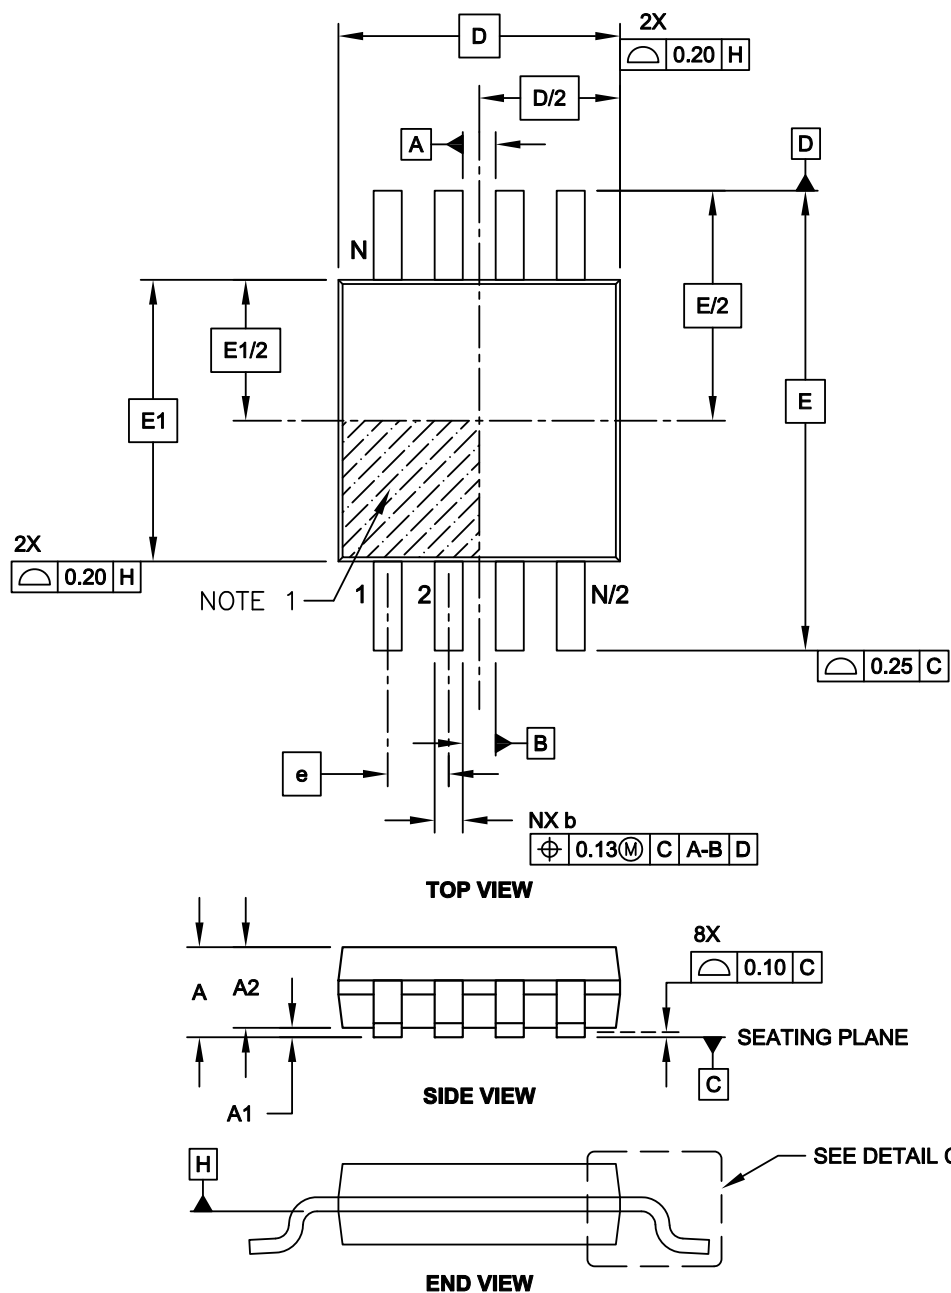 D
2X
0.20 H
D/2
A
D
N
E/2
E1/2
E
E1
2X
0.20 H
NOTE 1
1 2 N/2
0.25 C
B
e
NX b
0.13Ⓜ C A-B D
TOP VIEW
8X
0.10 C
A
A2
SEATING PLANE
C
A1
SIDE VIEW
H
SEE DETAIL
END VIEW